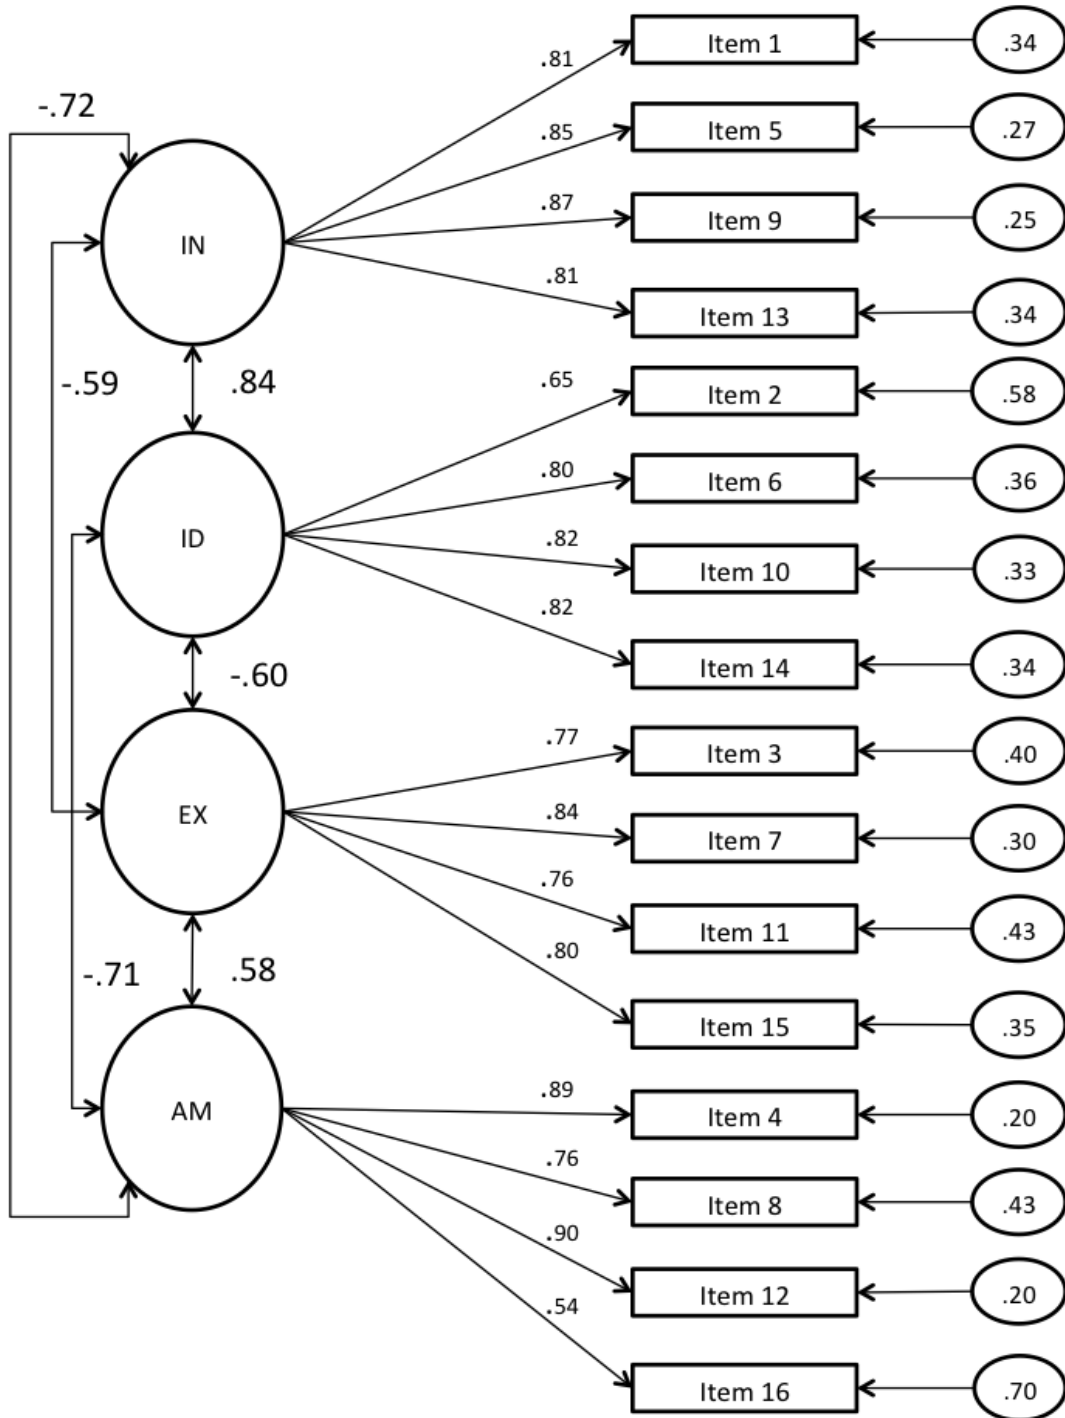 .81 Item 1 .34
-.72
.85 Item 5 .27
.87 Item 9 .25
IN
.81 Item 13 .34
-.59 .84
.65 Item 2 .58
.80 Item 6 .36
ID
.82 Item 10 .33
.82 Item 14 .34
-.60
.77 Item 3 .40
EX
.84 Item 7 .30
.76 Item 11 .43
.80 Item 15 .35
-.71 .58
.89 Item 4 .20
AM
.76 Item 8 .43
.90 Item 12 .20
.54 Item 16 .70